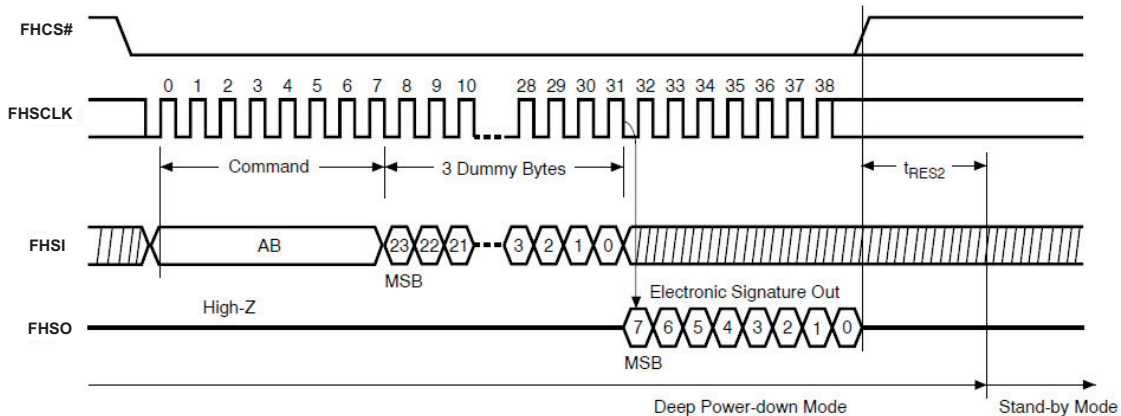 FHCS#
0 1 2 3 4 5 6 7 8 9 10 28 29 30 31 32 33 34 35 36 37 38
FHSCLK
Command 3 Dummy Bytes tRES2
FHSI AB 23 22 21 3 2 1 0
MSB
High-Z Electronic Signature Out
FHSO 7 6 5 4 3 2 1 0
MSB
Deep Power-down Mode Stand-by Mode